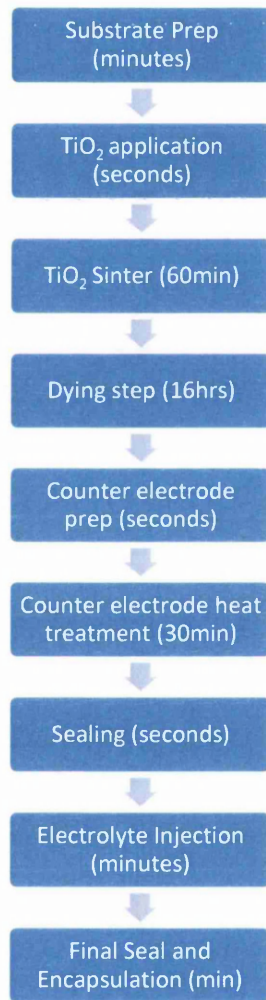 Substrate Prep
(minutes)
TiO₂ application
(seconds)
TiO₂ Sinter (60min)
Dying step (16hrs)
Counter electrode
prep (seconds)
Counter electrode heat
treatment (30min)
Sealing (seconds)
Electrolyte Injection
(minutes)
Final Seal and
Encapsulation (min)